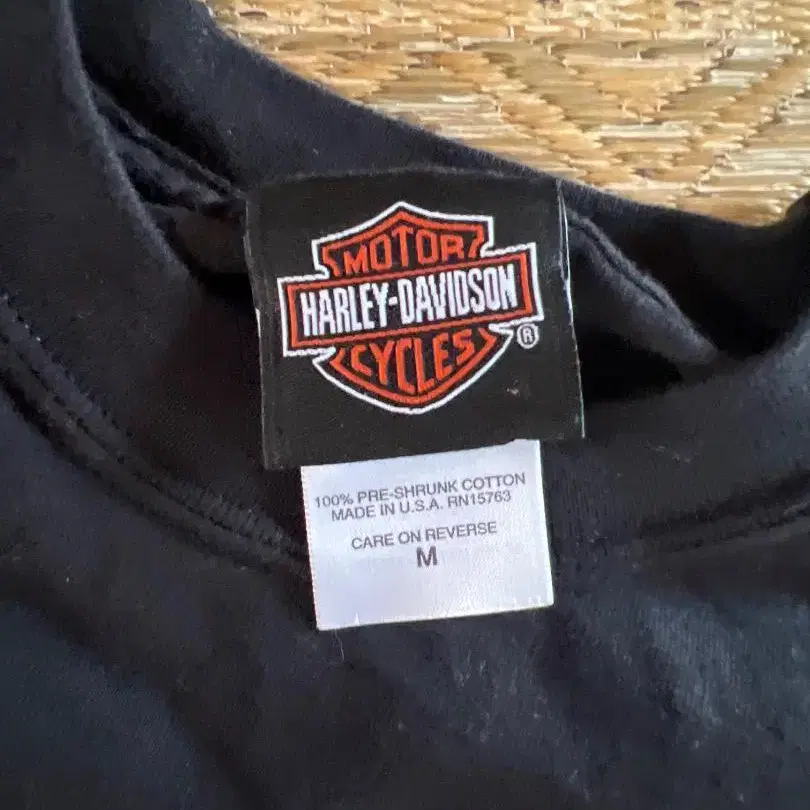 MOTOR
HARLEY-DAVIDSON
CYCLES
®
100% PRE-SHRUNK COTTON
MADE IN U.S.A. RN15763
CARE ON REVERSE
M